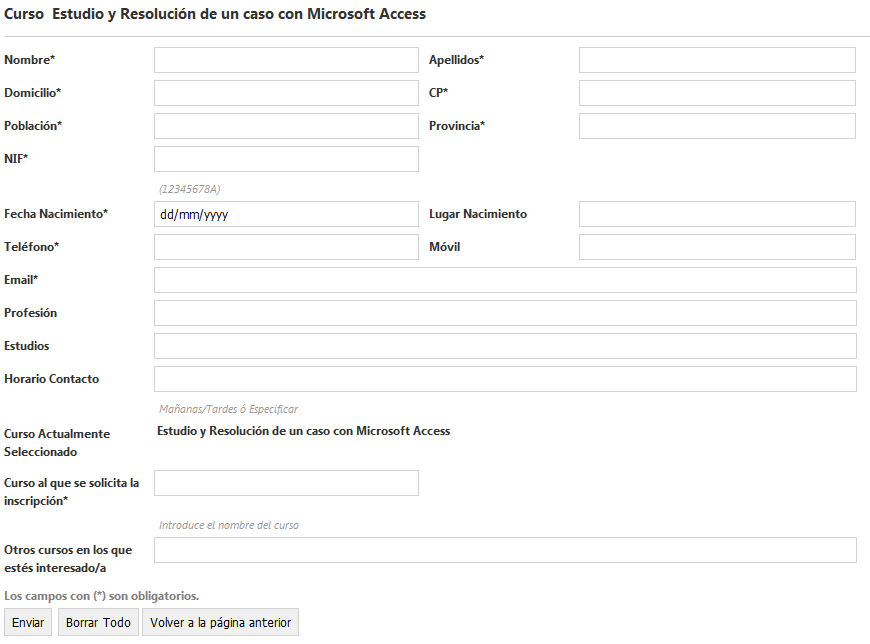 Curso Estudio y Resolución de un caso con Microsoft Access
Nombre* Apellidos*
Domicilio* CP*
Población* Provincia*
NIF*
(12345678A)
Fecha Nacimiento* dd/mm/yyyy Lugar Nacimiento
Teléfono* Móvil
Email*
Profesión
Estudios
Horario Contacto
Mañanas/Tardes ó Especificar
Curso Actualmente
Seleccionado
Estudio y Resolución de un caso con Microsoft Access
Curso al que se solicita la
inscripción*
Introduce el nombre del curso
Otros cursos en los que
estés interesado/a
Los campos con (*) son obligatorios.
Enviar Borrar Todo Volver a la página anterior